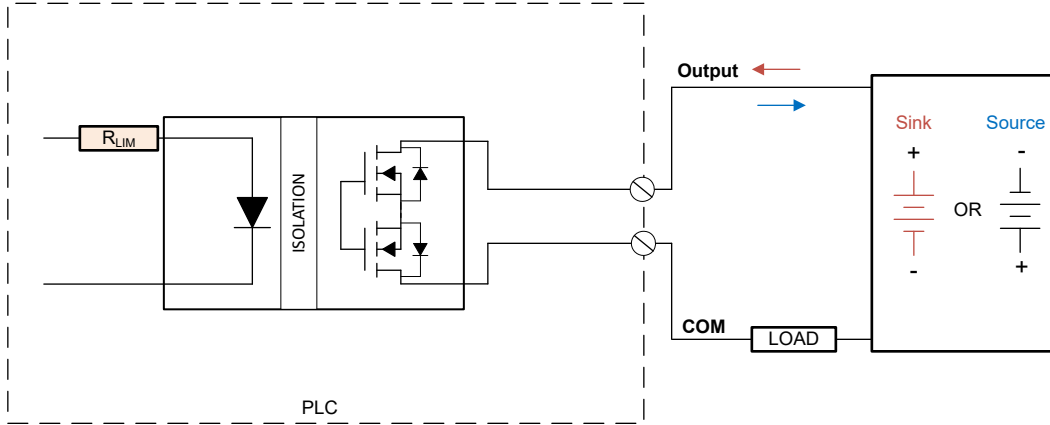 Output
Sink
Source
+
-
R_LIM
ISOLATION
OR
-
+
COM
LOAD
PLC